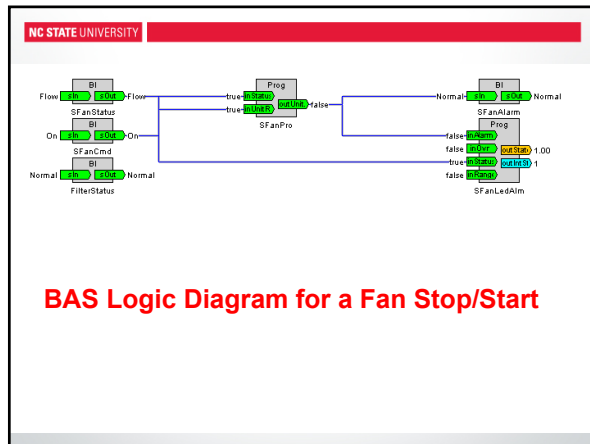 NC STATE UNIVERSITY
BI
Flow sIn sOut Flow
SFanStatus
BI
On sIn sOut On
SFanCmd
BI
Normal sIn sOut Normal
FilterStatus
Prog
true inStatus
true inUnitR outUnit. false
SFanPro
BI
Normal sIn sOut Normal
SFanAlarm
Prog
false inAlarm
false inOvr outStat 1.00
true inStatus outIntSt 1
false inRange
SFanLedAlm
BAS Logic Diagram for a Fan Stop/Start